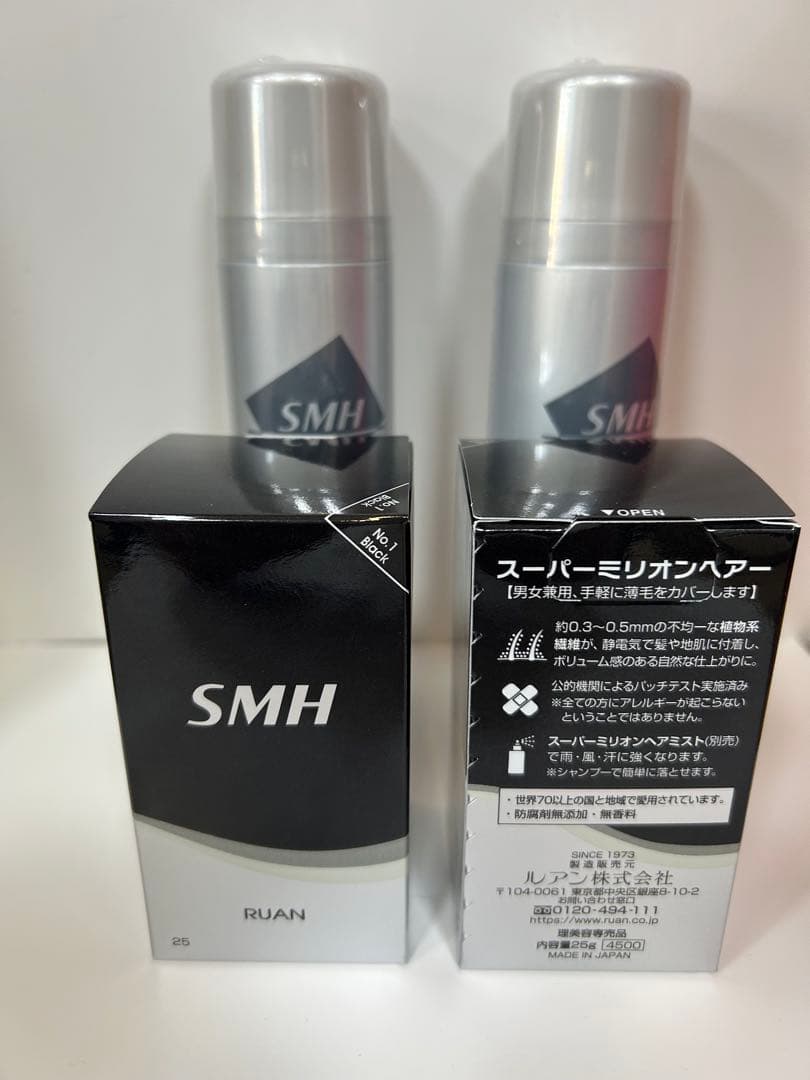 SMH
SMH
No.1
Black
No.1
Black
SMH
RUAN
25
▼OPEN
スーパーミリオンヘアー
【男女兼用、手軽に薄毛をカバーします】
約0.3〜0.5mmの不均一な植物系
繊維が、静電気で髪や地肌に付着し、
ボリューム感のある自然な仕上がりに。
公的機関によるパッチテスト実施済み
※全ての方にアレルギーが起こらない
ということではありません。
スーパーミリオンヘアミスト(別売)
で雨・風・汗に強くなります。
※シャンプーで簡単に落とせます。
・世界70以上の国と地域で愛用されています。
・防腐剤無添加・無香料
SINCE 1973
製造販売元
ルアン株式会社
〒104-0061 東京都中央区銀座8-10-2
お問い合わせ窓口
0120-494-111
https://www.ruan.co.jp
理美容専売品
内容量25g 4500
MADE IN JAPAN